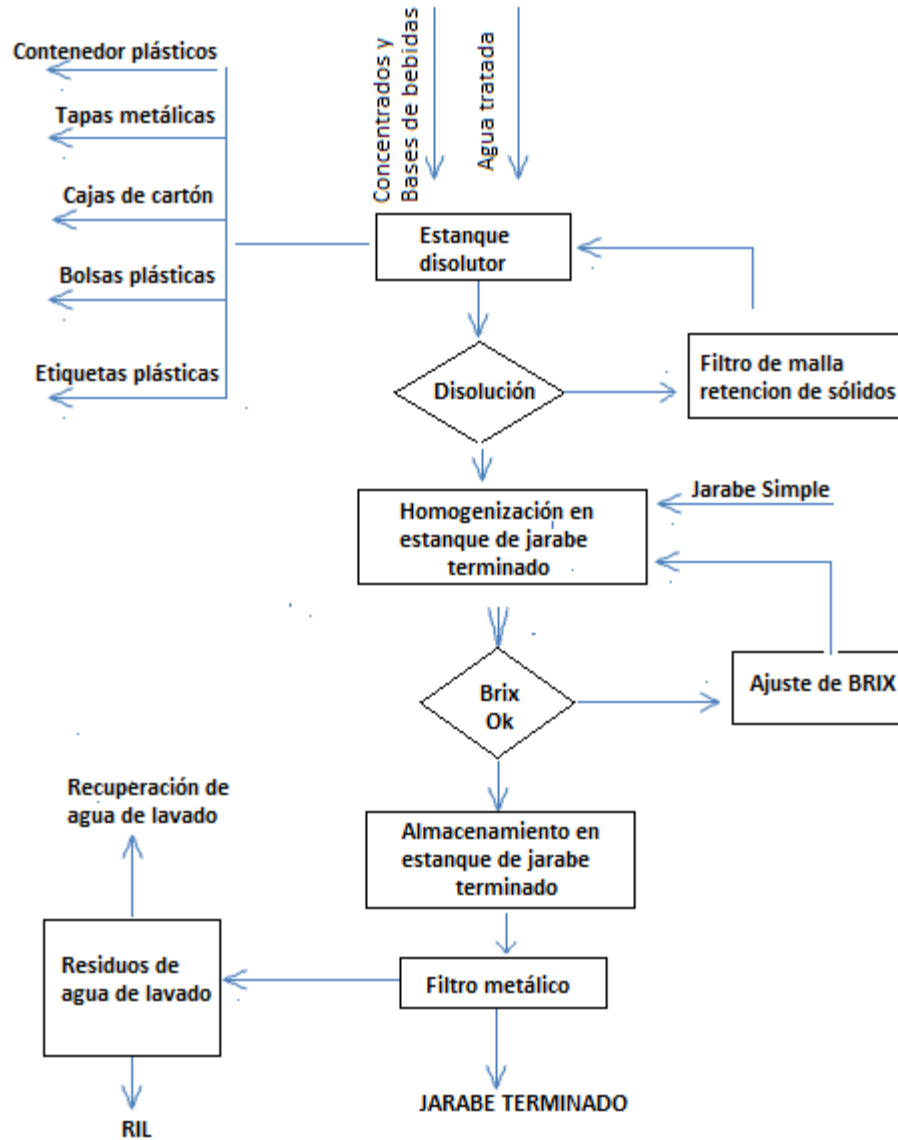 Contenedor plásticos
Tapas metálicas
Cajas de cartón
Bolsas plásticas
Etiquetas plásticas
Concentrados y
Bases de bebidas
Agua tratada
Estanque
disolutor
Disolución
Filtro de malla
retencion de sólidos
Jarabe Simple
Homogenización en
estanque de jarabe
terminado
Brix
Ok
Ajuste de BRIX
Almacenamiento en
estanque de jarabe
terminado
Recuperación de
agua de lavado
Residuos de
agua de lavado
Filtro metálico
RIL
JARABE TERMINADO